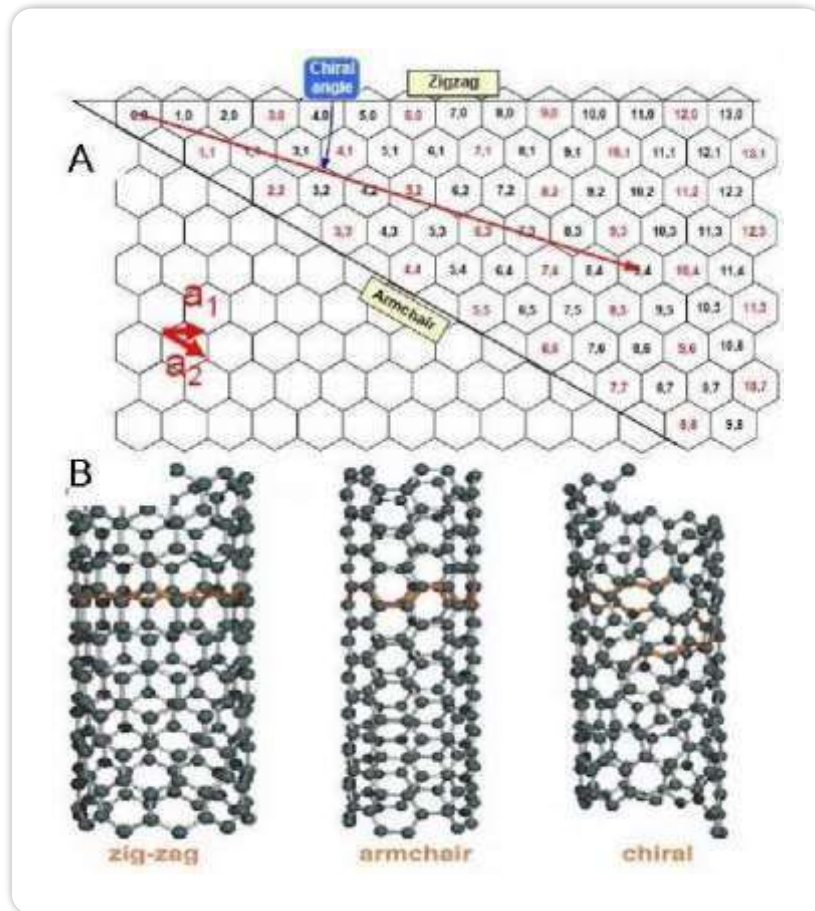 Chiral
angle
Zigzag
0,0 1,0 2,0 3,0 4,0 5,0 6,0 7,0 8,0 9,0 10,0 11,0 12,0 13,0
A
1,1 3,1 4,1 5,1 6,1 7,1 8,1 9,1 10,1 11,1 12,1 13,1
2,2 3,2 4,2 5,2 6,2 7,2 8,2 9,2 10,2 11,2 12,2
3,3 4,3 5,3 6,3 7,3 8,3 9,3 10,3 11,3 12,3
4,4 5,4 6,4 7,4 8,4 10,4 11,4
a1
Armchair
5,5 6,5 7,5 8,5 9,5 10,5 11,5
6,6 7,6 8,6 9,6 10,6
a2
7,7 8,7 9,7 10,7
8,8 9,8
B
zig-zag armchair chiral